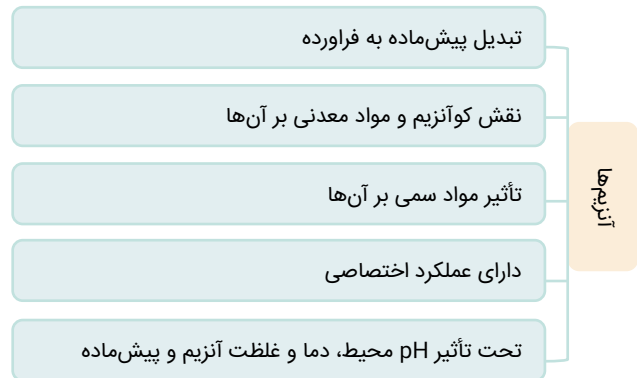 آنزیم‌ها
تبدیل پیش‌ماده به فراورده
نقش کوآنزیم و مواد معدنی بر آن‌ها
تأثیر مواد سمی بر آن‌ها
دارای عملکرد اختصاصی
تحت تأثیر pH محیط، دما و غلظت آنزیم و پیش‌ماده